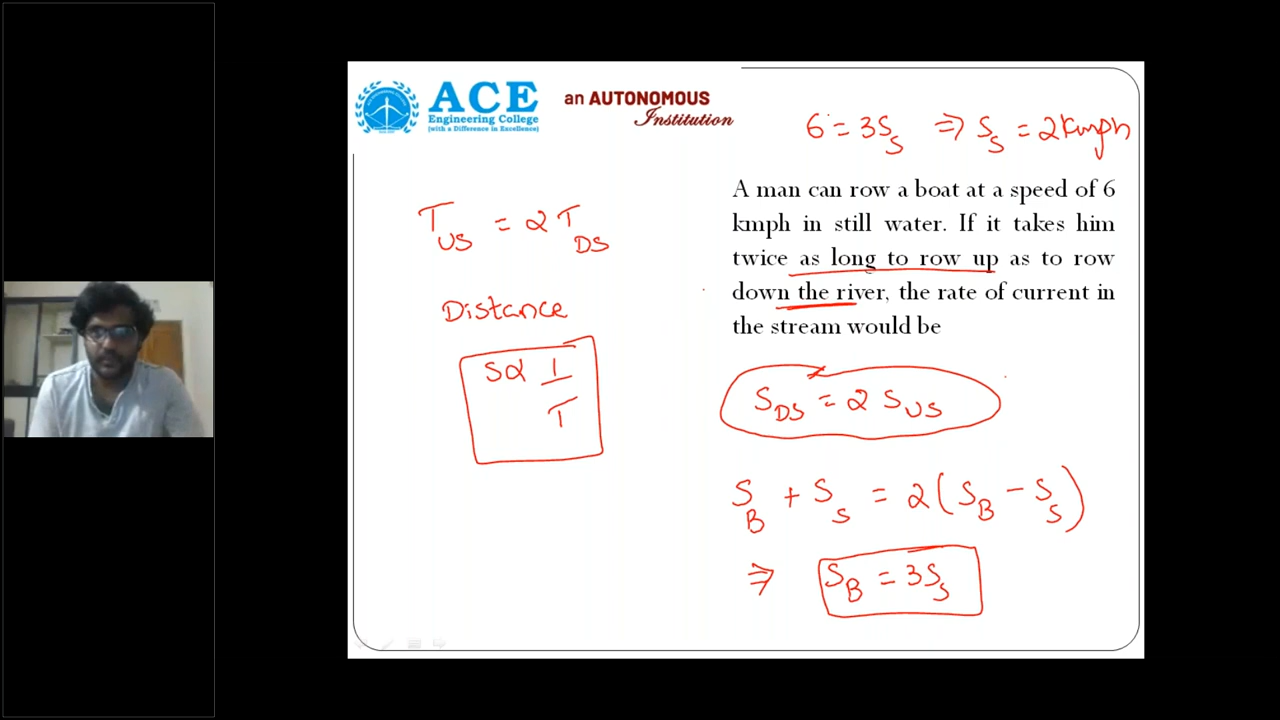 ACE
Engineering College
(with a Difference in Excellence)
an AUTONOMOUS
Institution
6 = 3S_S ⇒ S_S = 2kmph
A man can row a boat at a speed of 6
kmph in still water. If it takes him
twice as long to row up as to row
down the river, the rate of current in
the stream would be
T_US = 2 T_DS
Distance
S α 1/T
S_DS = 2 S_US
S_B + S_S = 2(S_B - S_S)
⇒ S_B = 3S_S